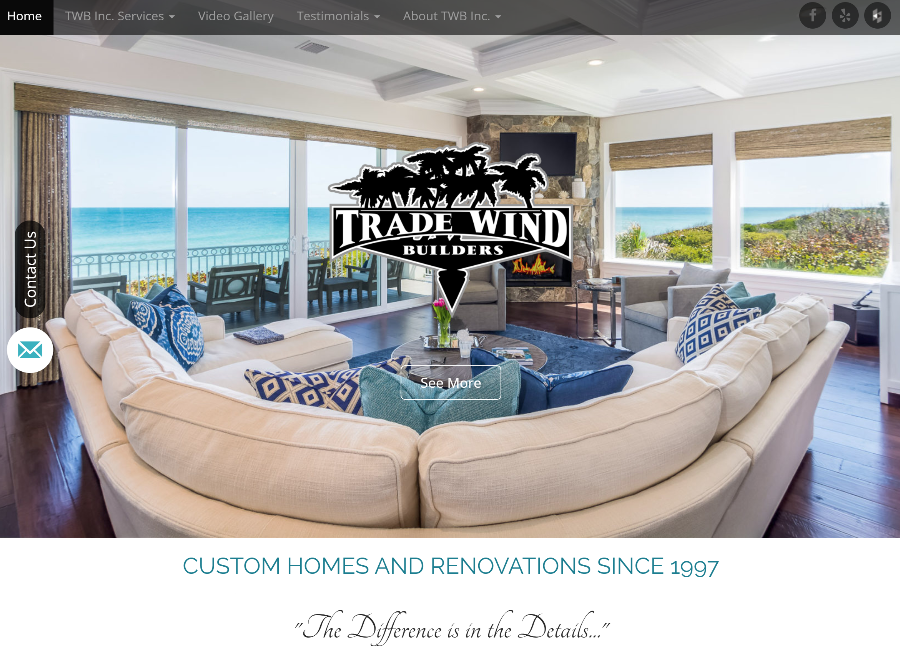 Home TWB Inc. Services Video Gallery Testimonials About TWB Inc.
TRADE WIND
BUILDERS
Contact Us
See More
CUSTOM HOMES AND RENOVATIONS SINCE 1997
"The Difference is in the Details..."